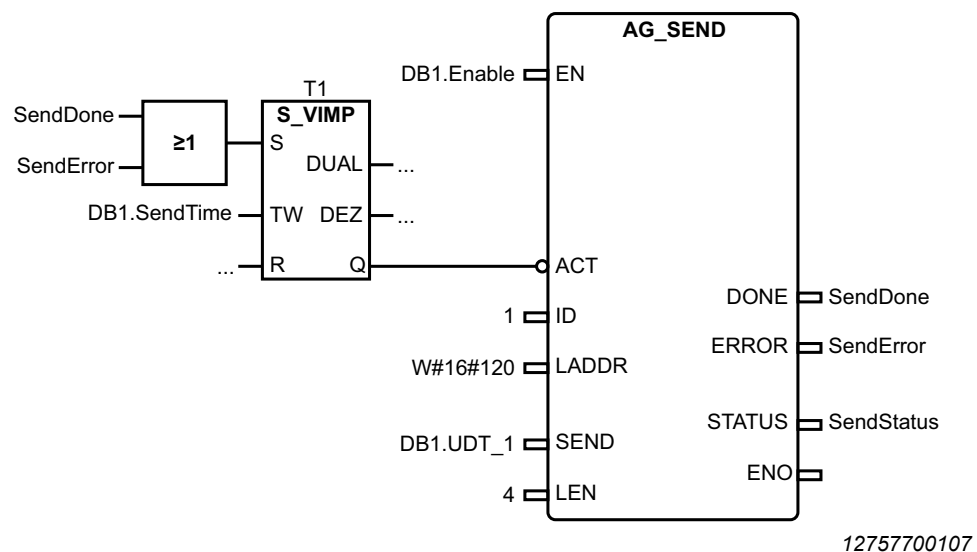 AG_SEND
DB1.Enable EN
T1
S_VIMP
SendDone
≥1
S
DUAL ...
SendError
DB1.SendTime TW DEZ ...
... R Q ACT
DONE SendDone
1 ID
ERROR SendError
W#16#120 LADDR
STATUS SendStatus
DB1.UDT_1 SEND
ENO
4 LEN
12757700107